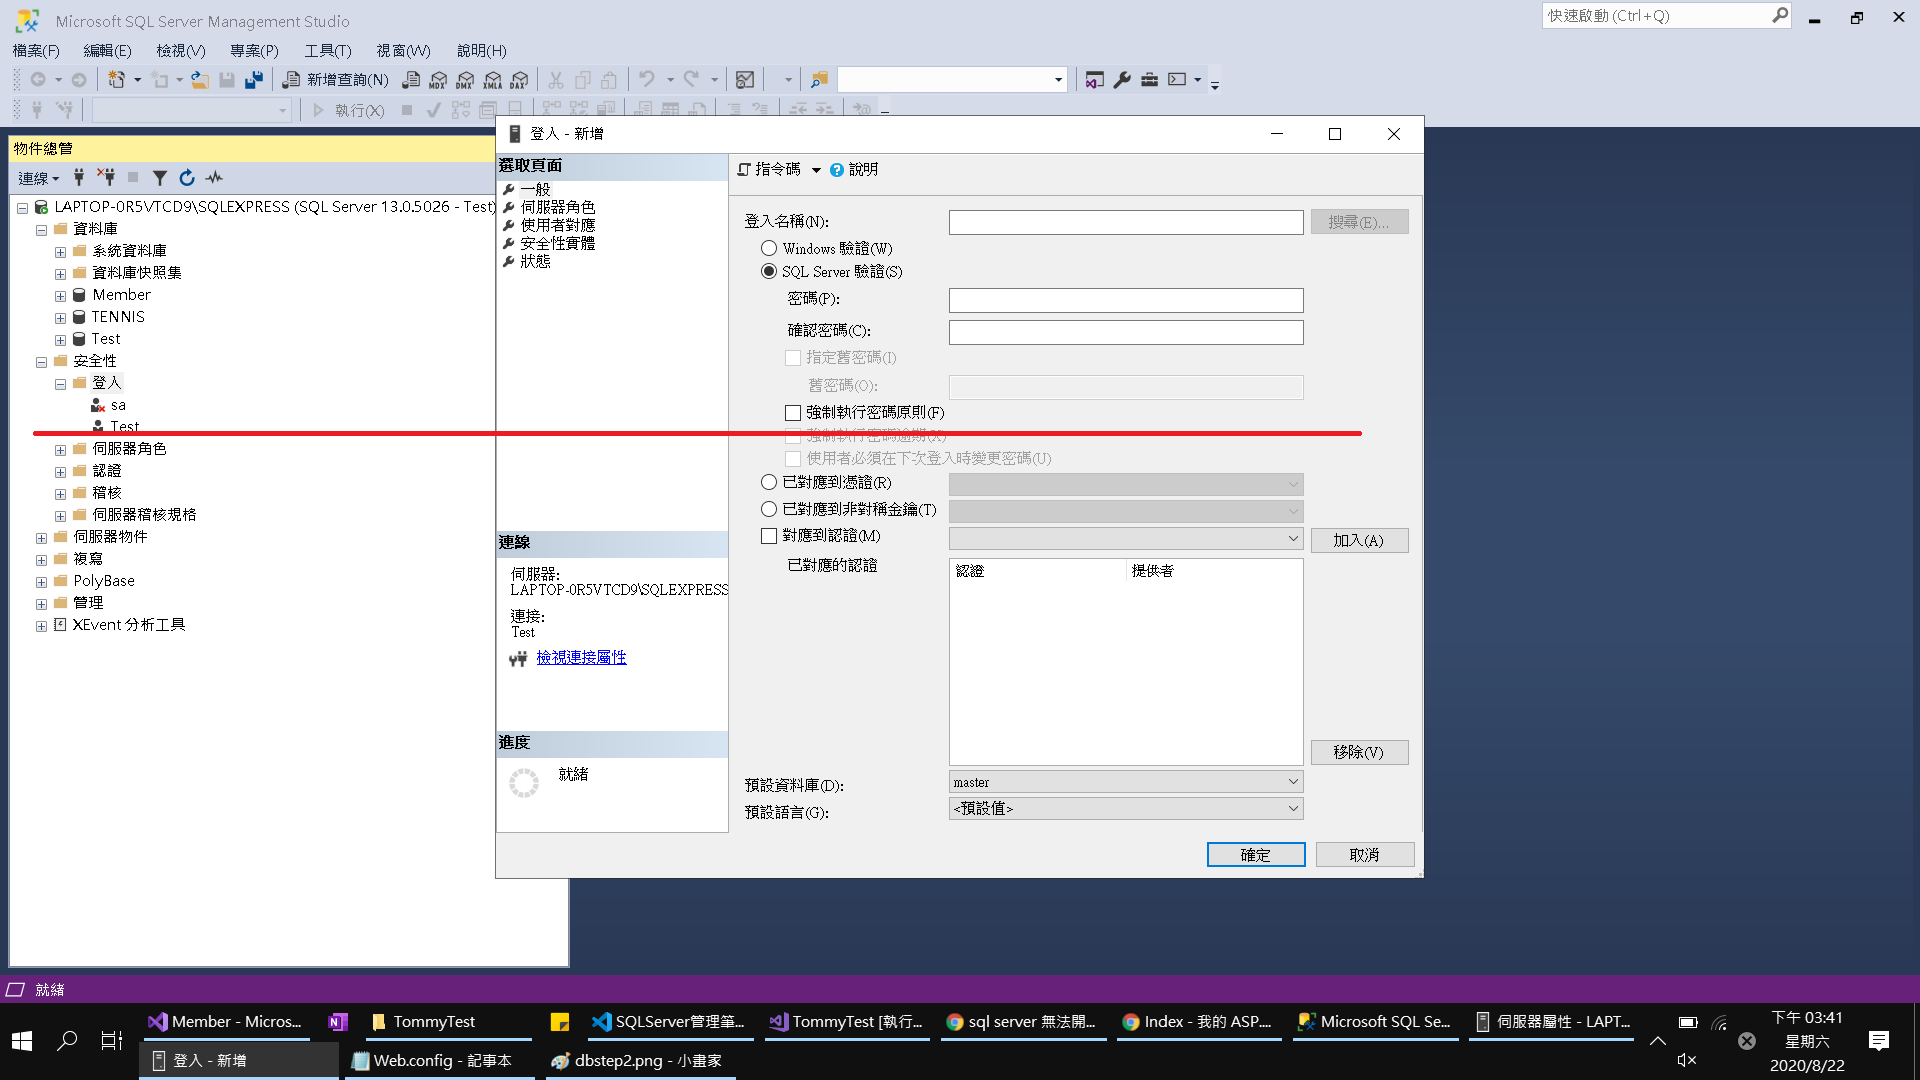 Microsoft SQL Server Management Studio
快速啟動 (Ctrl+Q)
檔案(F) 編輯(E) 檢視(V) 專案(P) 工具(T) 視窗(W) 說明(H)
新增查詢(N) MDX DMX XMLA DAX
執行(X)
物件總管
連線
LAPTOP-0R5VTCD9\SQLEXPRESS (SQL Server 13.0.5026 - Test)
資料庫
系統資料庫
資料庫快照集
Member
TENNIS
Test
安全性
登入
sa
Test
伺服器角色
認證
稽核
伺服器稽核規格
伺服器物件
複寫
PolyBase
管理
XEvent 分析工具
登入 - 新增
選取頁面
一般
伺服器角色
使用者對應
安全性實體
狀態
連線
伺服器:
LAPTOP-0R5VTCD9\SQLEXPRESS
連接:
Test
檢視連接屬性
進度
就緒
指令碼 說明
登入名稱(N): 搜尋(E)...
Windows 驗證(W)
SQL Server 驗證(S)
密碼(P):
確認密碼(C):
指定舊密碼(I)
舊密碼(O):
強制執行密碼原則(F)
強制執行密碼逾期(X)
使用者必須在下次登入時變更密碼(U)
已對應到憑證(R)
已對應到非對稱金鑰(T)
對應到認證(M) 加入(A)
已對應的認證 認證 提供者
移除(V)
預設資料庫(D): master
預設語言(G): <預設值>
確定 取消
就緒
Member - Micros...
TommyTest
SQLServer管理筆...
TommyTest [執行...
sql server 無法開...
Index - 我的 ASP....
Microsoft SQL Se...
伺服器屬性 - LAPT...
登入 - 新增
Web.config - 記事本
dbstep2.png - 小畫家
下午 03:41
星期六
2020/8/22